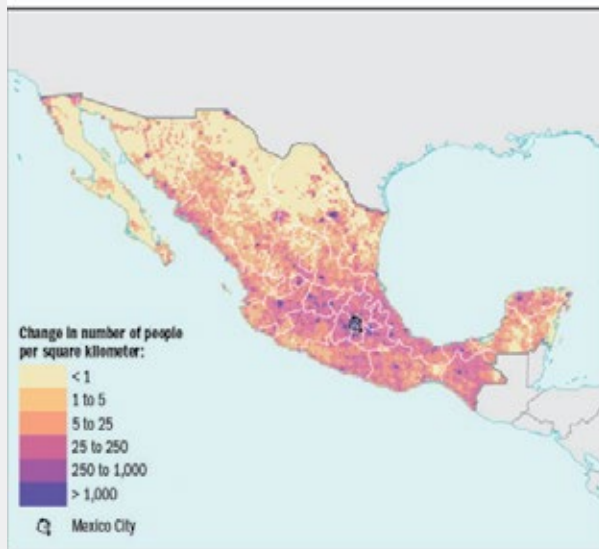 Change in number of people
per square kilometer:
< 1
1 to 5
5 to 25
25 to 250
250 to 1,000
> 1,000
Mexico City